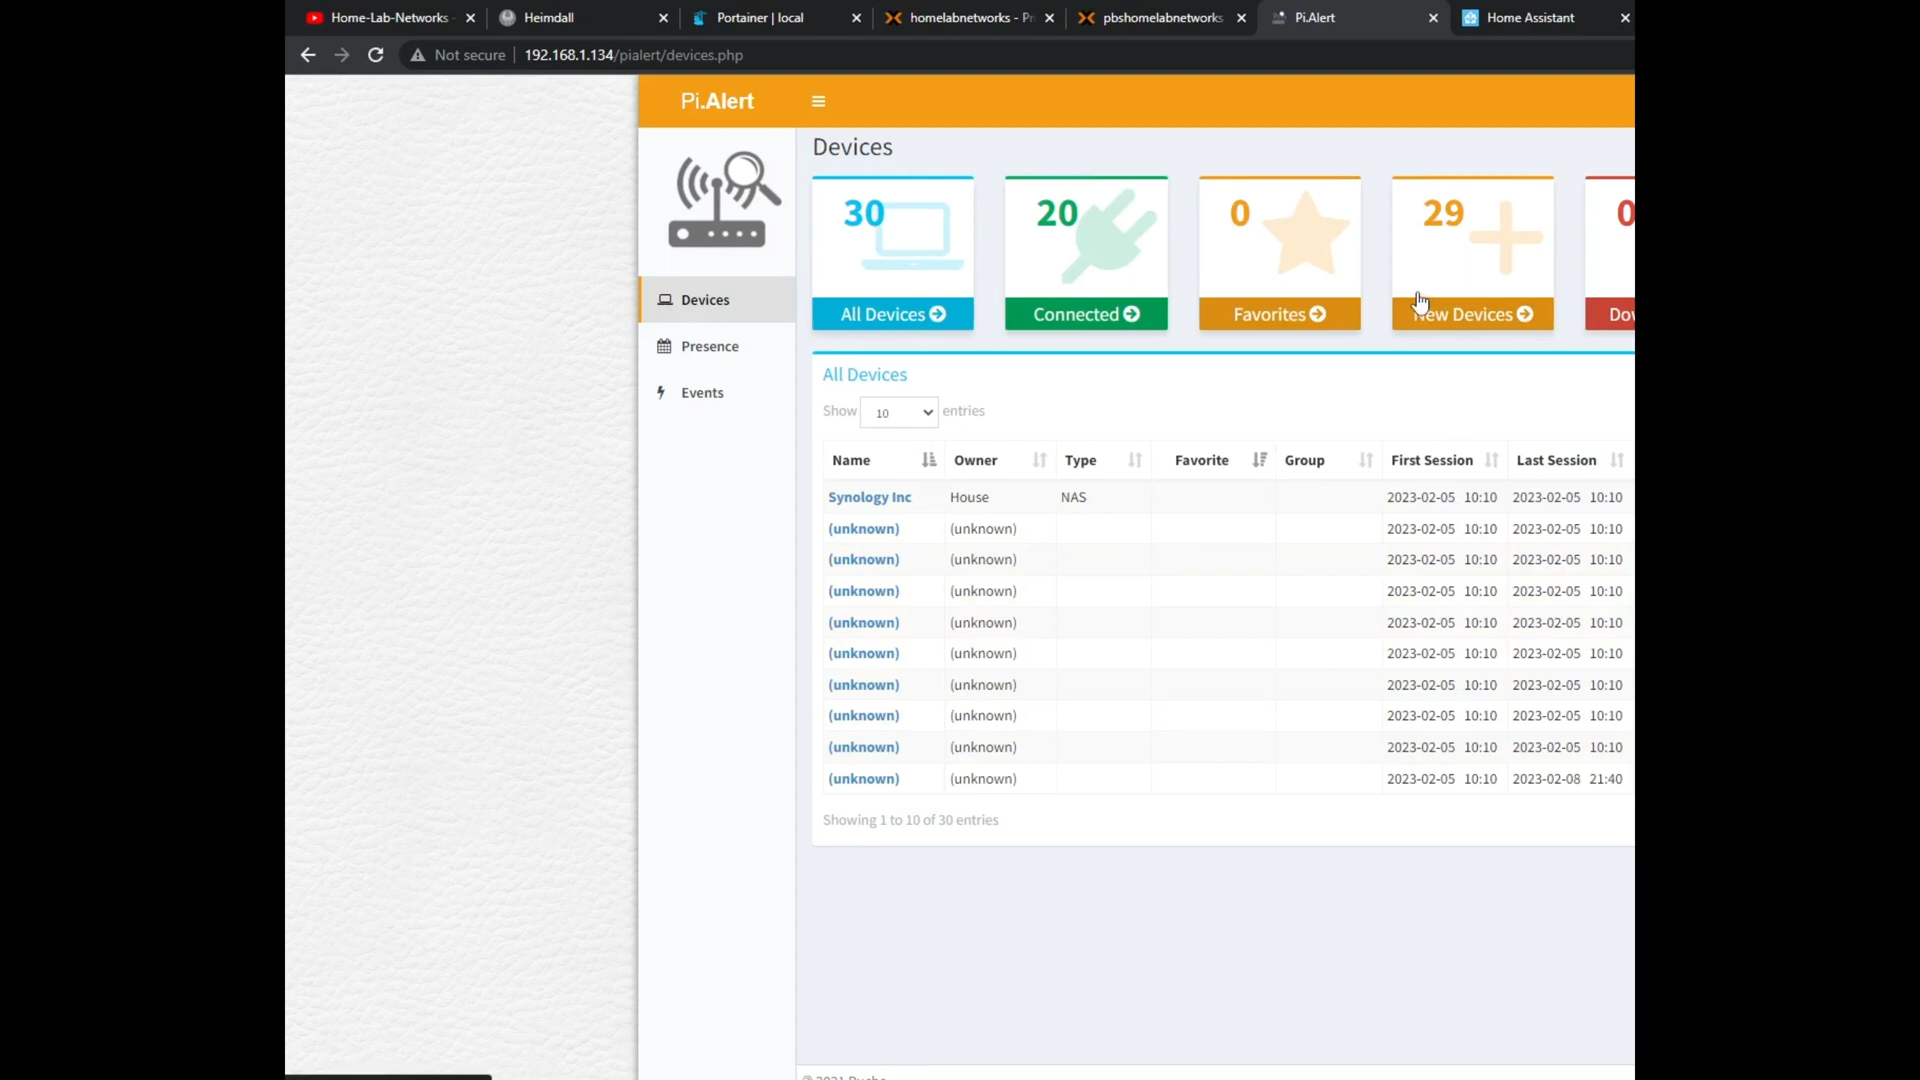 Home-Lab-Networks
Heimdall
Portainer | local
homelabnetworks - Pr
pbshomelabnetworks
Pi.Alert
Home Assistant
Not secure
192.168.1.134/pialert/devices.php
Pi.Alert
Devices
Presence
Events
Devices
30
All Devices
20
Connected
0
Favorites
29
New Devices
0
Dow
All Devices
Show 10 entries
Name Owner Type Favorite Group First Session Last Session
Synology Inc House NAS 2023-02-05 10:10 2023-02-05 10:10
(unknown) (unknown) 2023-02-05 10:10 2023-02-05 10:10
(unknown) (unknown) 2023-02-05 10:10 2023-02-05 10:10
(unknown) (unknown) 2023-02-05 10:10 2023-02-05 10:10
(unknown) (unknown) 2023-02-05 10:10 2023-02-05 10:10
(unknown) (unknown) 2023-02-05 10:10 2023-02-05 10:10
(unknown) (unknown) 2023-02-05 10:10 2023-02-05 10:10
(unknown) (unknown) 2023-02-05 10:10 2023-02-05 10:10
(unknown) (unknown) 2023-02-05 10:10 2023-02-05 10:10
(unknown) (unknown) 2023-02-05 10:10 2023-02-08 21:40
Showing 1 to 10 of 30 entries